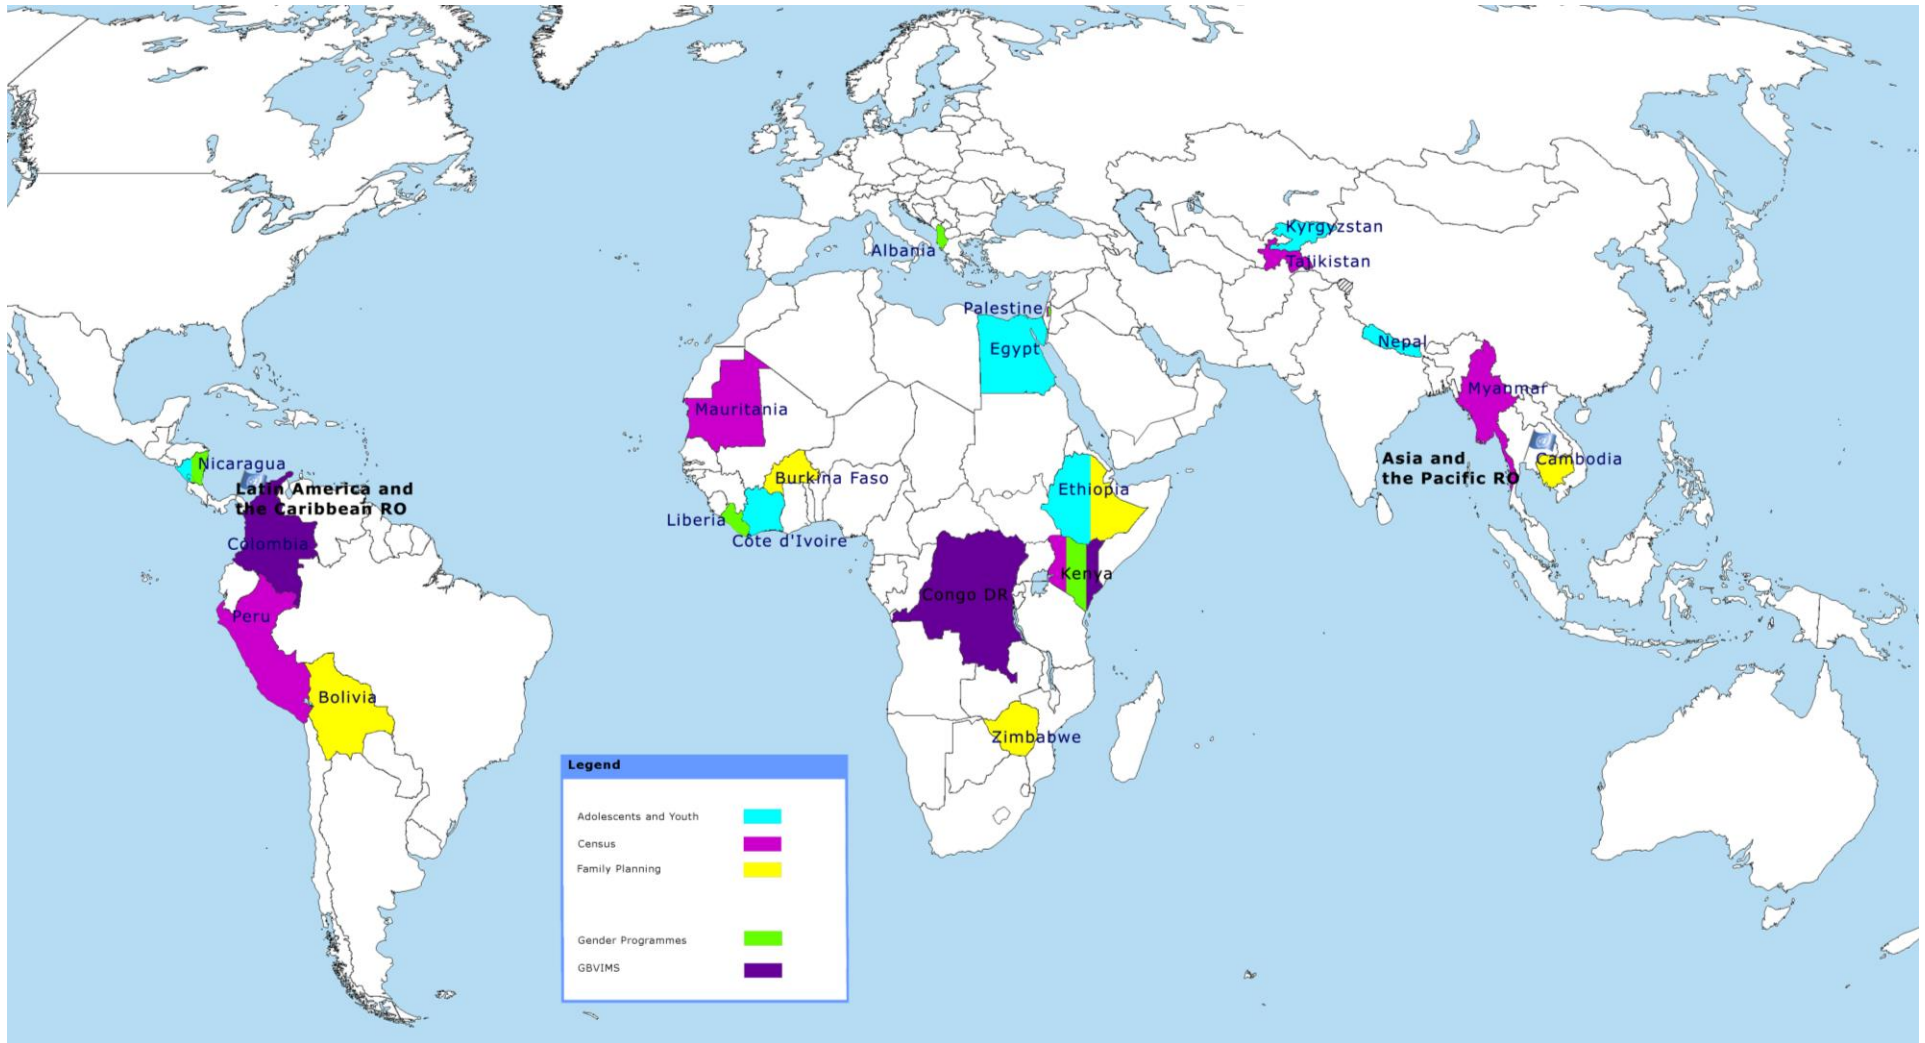 Kyrgyzstan
Albania
Tajikistan
Palestine
Egypt
Nepal
Myanmar
Mauritania
Nicaragua
Burkina Faso
Asia and
the Pacific RO
Cambodia
Latin America and
the Caribbean RO
Ethiopia
Liberia
Côte d'Ivoire
Colombia
Kenya
Congo DR
Peru
Bolivia
Zimbabwe
Legend
Adolescents and Youth
Census
Family Planning
Gender Programmes
GBVIMS